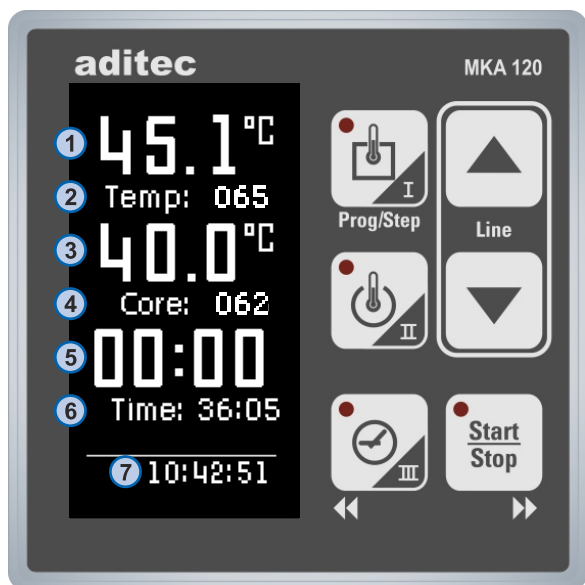 aditec
MKA 120
1 45.1°C
2 Temp: 065
3 40.0°C
4 Core: 062
5 00:00
6 Time: 36:05
7 10:42:51
I
Prog/Step
Line
II
III
Start
Stop